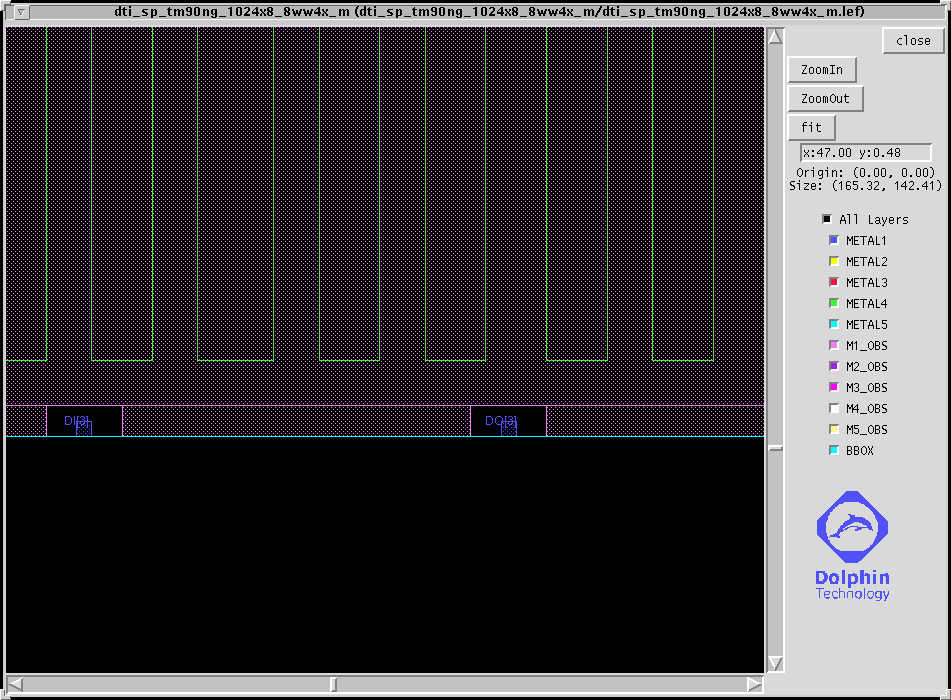 dti_sp_tm90ng_1024x8_8ww4x_m (dti_sp_tm90ng_1024x8_8ww4x_m/dti_sp_tm90ng_1024x8_8ww4x_m.lef)
close
ZoomIn
ZoomOut
fit
x:47.00 y:0.48
Origin: (0.00, 0.00)
Size: (165.32, 142.41)
All Layers
METAL1
METAL2
METAL3
METAL4
METAL5
M1_OBS
M2_OBS
M3_OBS
M4_OBS
M5_OBS
BBOX
DI[3]
DO[3]
Dolphin
Technology